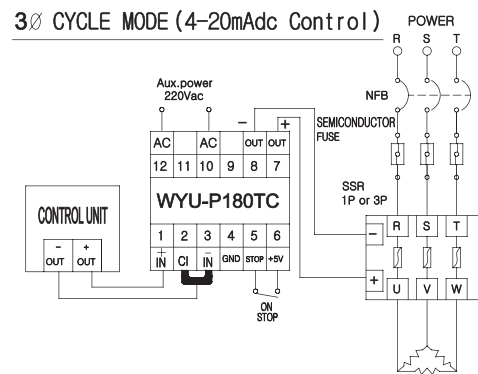 3∅ CYCLE MODE (4-20mAdc Control)
POWER
R S T
Aux.power
220Vac
NFB
- +
SEMICONDUCTOR
FUSE
AC AC OUT OUT
12 11 10 9 8 7
SSR
1P or 3P
WYU-P180TC
CONTROL UNIT
R S T
1 2 3 4 5 6
-
- +
OUT OUT
+ IN CI - IN GND STOP +5V
+
U V W
ON
STOP